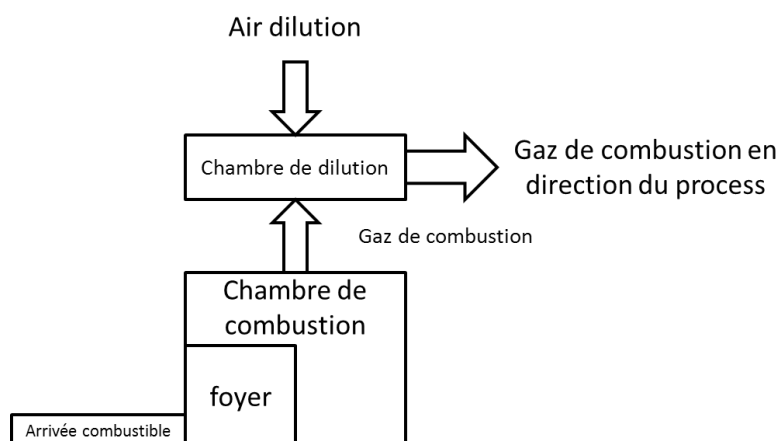 Air dilution
Chambre de dilution
Gaz de combustion en
direction du process
Gaz de combustion
Chambre de
combustion
foyer
Arrivée combustible